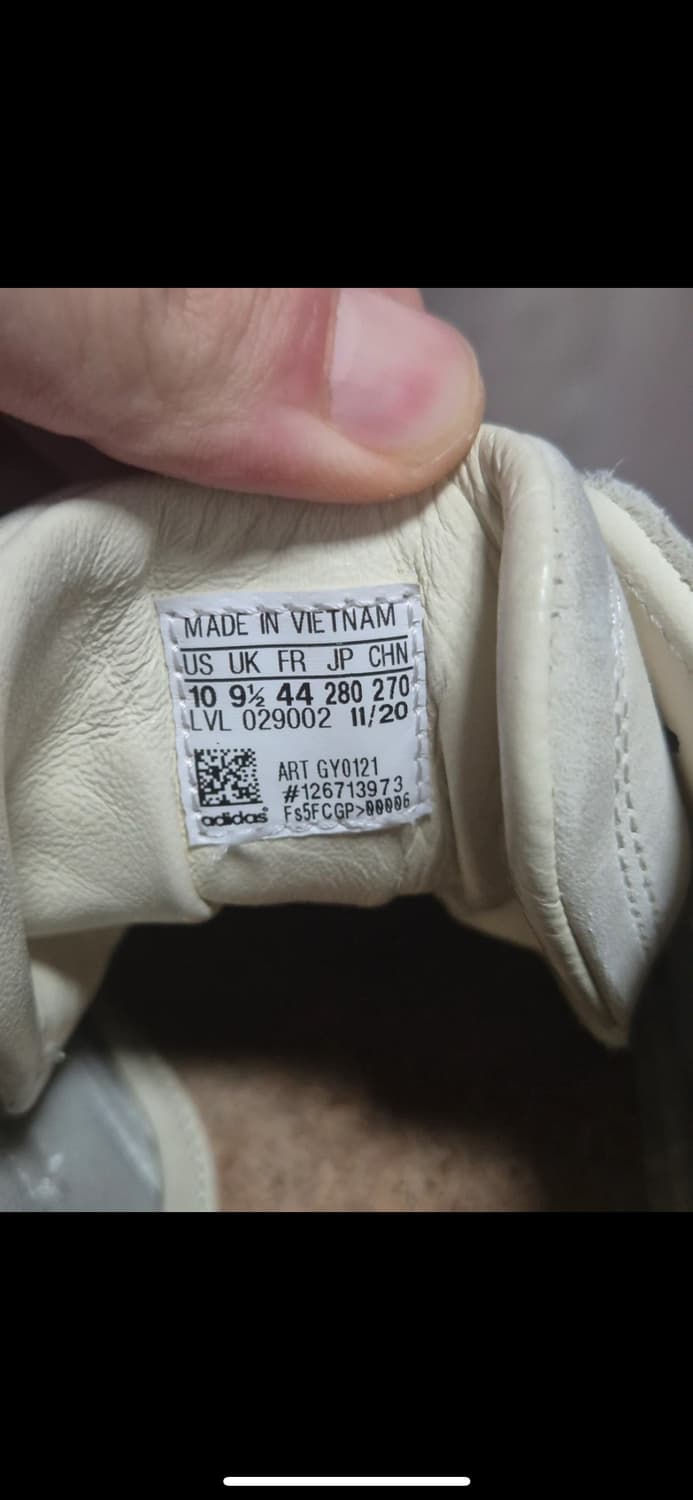 MADE IN VIETNAM
US UK FR JP CHN
10 9½ 44 280 270
LVL 029002 11/20
ART GY0121
#126713973
adidas Fs5FCGP>00006